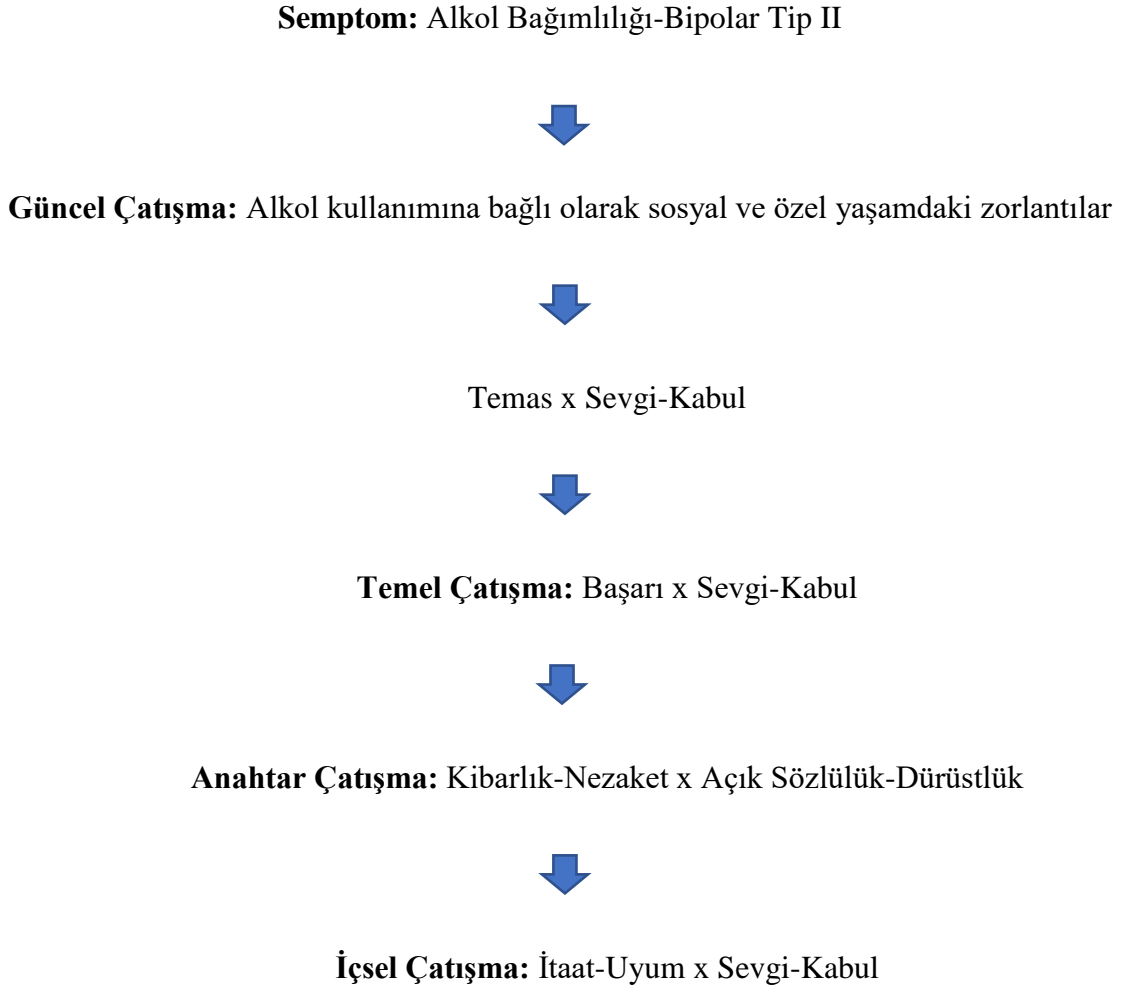 Semptom: Alkol Bağımlılığı-Bipolar Tip II
Güncel Çatışma: Alkol kullanımına bağlı olarak sosyal ve özel yaşamdaki zorlantılar
Temas x Sevgi-Kabul
Temel Çatışma: Başarı x Sevgi-Kabul
Anahtar Çatışma: Kibarlık-Nezaket x Açık Sözlülük-Dürüstlük
İçsel Çatışma: İtaat-Uyum x Sevgi-Kabul